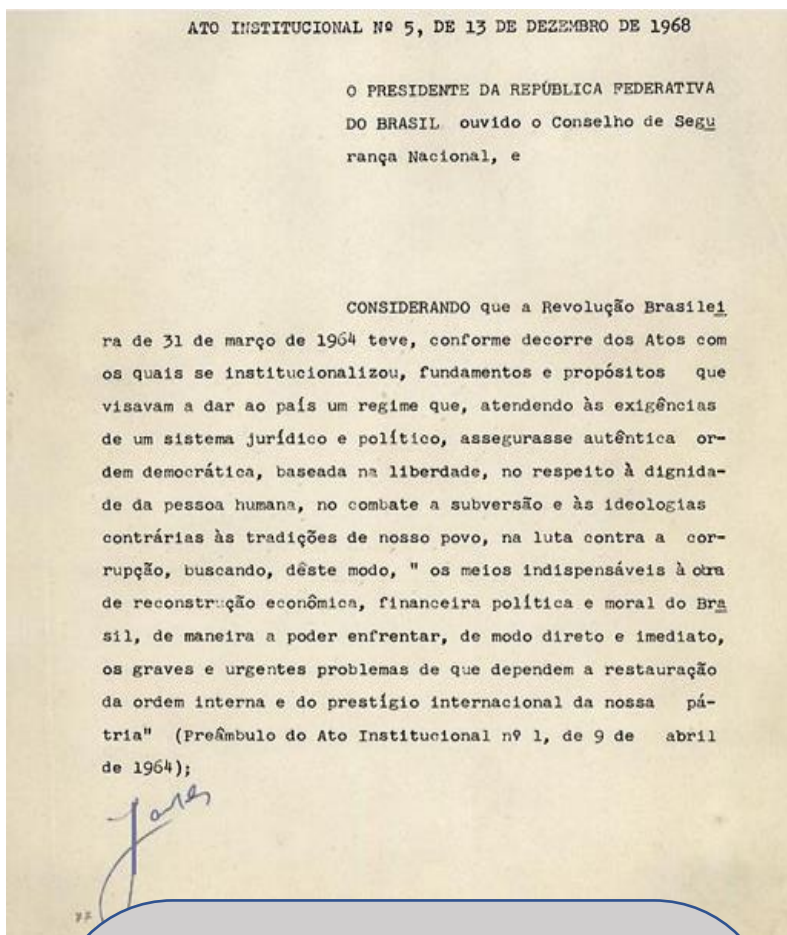 ATO INSTITUCIONAL Nº 5, DE 13 DE DEZEMBRO DE 1968
O PRESIDENTE DA REPÚBLICA FEDERATIVA
DO BRASIL ouvido o Conselho de Segu
rança Nacional, e
CONSIDERANDO que a Revolução Brasilei
ra de 31 de março de 1964 teve, conforme decorre dos Atos com
os quais se institucionalizou, fundamentos e propósitos que
visavam a dar ao país um regime que, atendendo às exigências
de um sistema jurídico e político, assegurasse autêntica or-
dem democrática, baseada na liberdade, no respeito à dignida-
de da pessoa humana, no combate a subversão e às ideologias
contrárias às tradições de nosso povo, na luta contra a cor-
rupção, buscando, dêste modo, " os meios indispensáveis à obra
de reconstrução econômica, financeira política e moral do Bra
sil, de maneira a poder enfrentar, de modo direto e imediato,
os graves e urgentes problemas de que dependem a restauração
da ordem interna e do prestígio internacional da nossa pá-
tria" (Preâmbulo do Ato Institucional nº 1, de 9 de abril
de 1964);